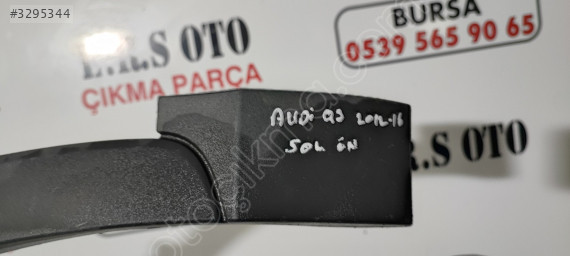 #3295344
E.R.S OTO
ÇIKMA PARÇA
BURSA
0539 565 90 65
AUDi Q3 2012-16
SOL ÖN
E.R.S OTO